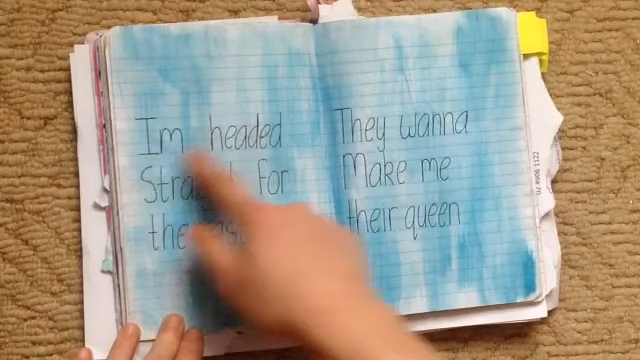 Im headed
for
the
They wanna
Make me
their queen